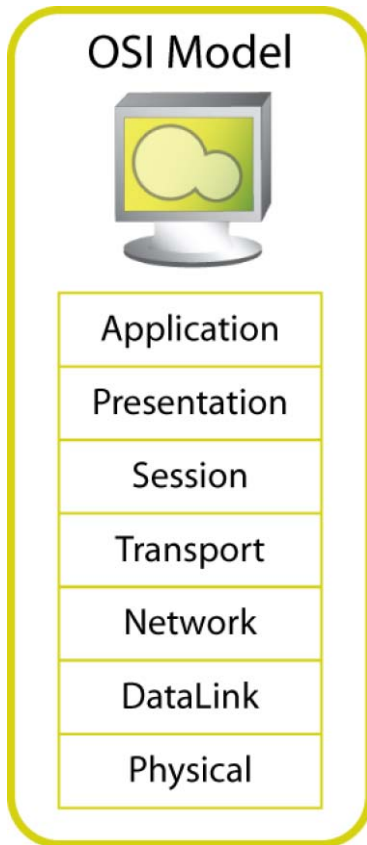 OSI Model
Application
Presentation
Session
Transport
Network
DataLink
Physical